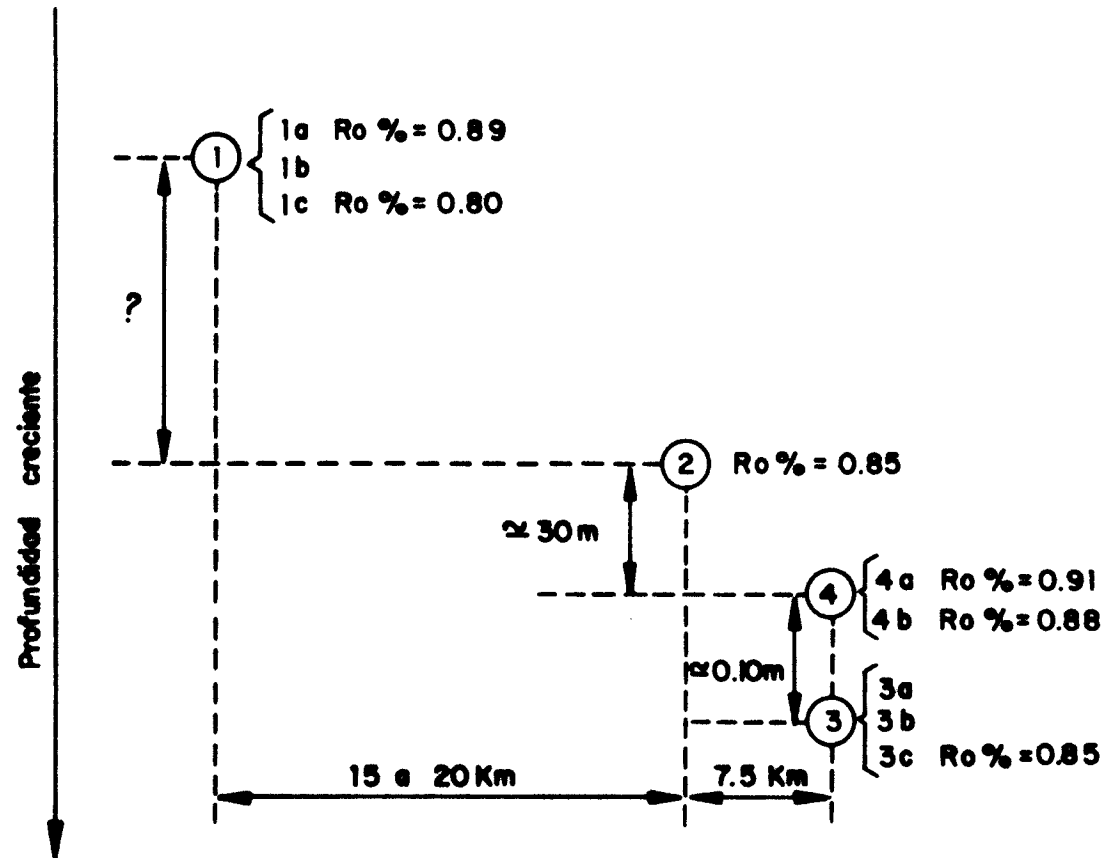 1a Ro % = 0.89
1 1b
1c Ro % = 0.80
?
Profundidad creciente
2 Ro % = 0.85
≃ 30 m
4a Ro % = 0.91
4
4b Ro % = 0.88
≃ 0.10 m
3a
3 3b
3c Ro % = 0.85
15 a 20 Km
7.5 Km